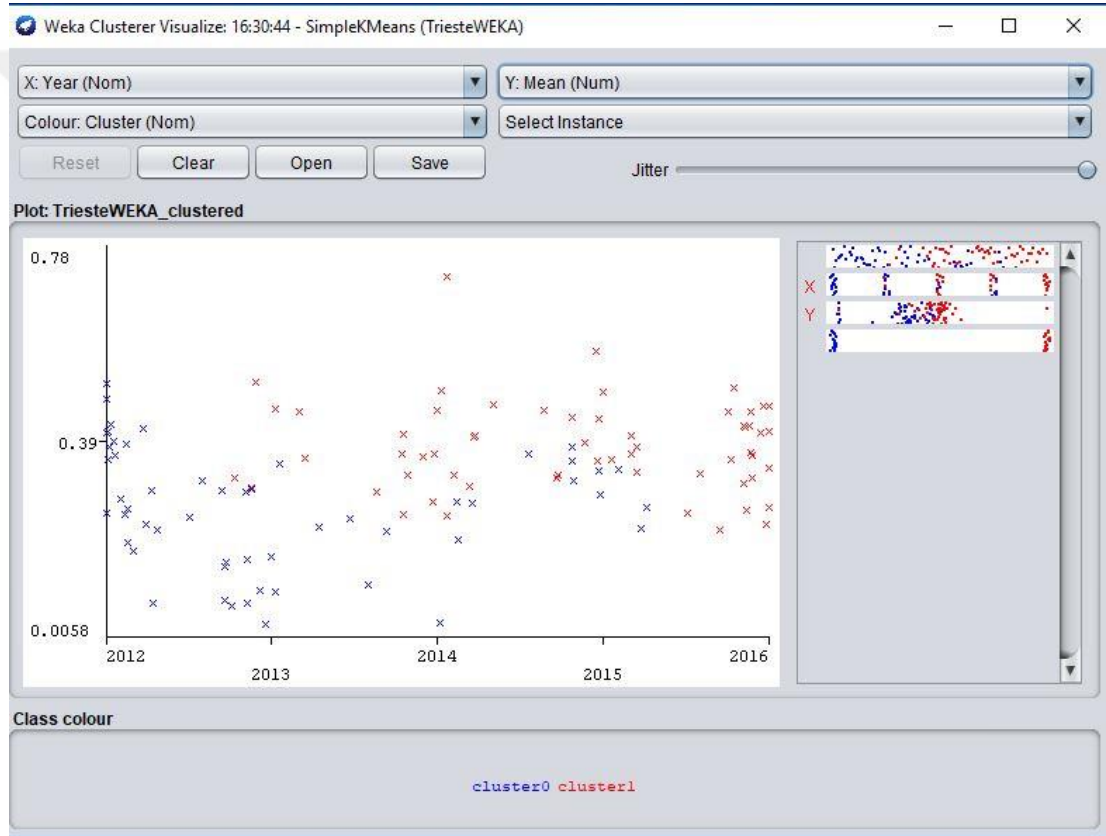 Weka Clusterer Visualize: 16:30:44 - SimpleKMeans (TriesteWEKA)
X: Year (Nom) Y: Mean (Num)
Colour: Cluster (Nom) Select Instance
Reset Clear Open Save Jitter
Plot: TriesteWEKA_clustered
0.78
X
Y
0.39
0.0058
2012 2014 2016
2013 2015
Class colour
cluster0 cluster1